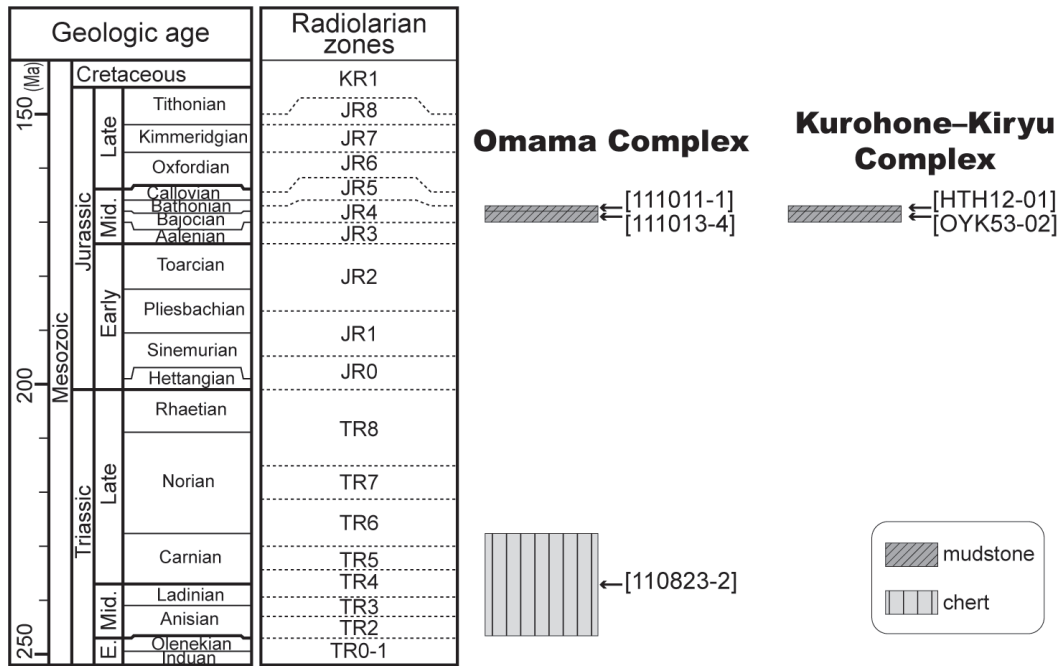 Geologic age
Radiolarian
zones
(Ma)
150
200
250
Mesozoic
Cretaceous
Jurassic
Triassic
Late
Mid.
Early
Late
Mid.
E.
Tithonian
Kimmeridgian
Oxfordian
Callovian
Bathonian
Bajocian
Aalenian
Toarcian
Pliesbachian
Sinemurian
Hettangian
Rhaetian
Norian
Carnian
Ladinian
Anisian
Olenekian
Induan
KR1
JR8
JR7
JR6
JR5
JR4
JR3
JR2
JR1
JR0
TR8
TR7
TR6
TR5
TR4
TR3
TR2
TR0-1
Omama Complex
[111011-1]
[111013-4]
[110823-2]
Kurohone–Kiryu
Complex
[HTH12-01]
[OYK53-02]
mudstone
chert